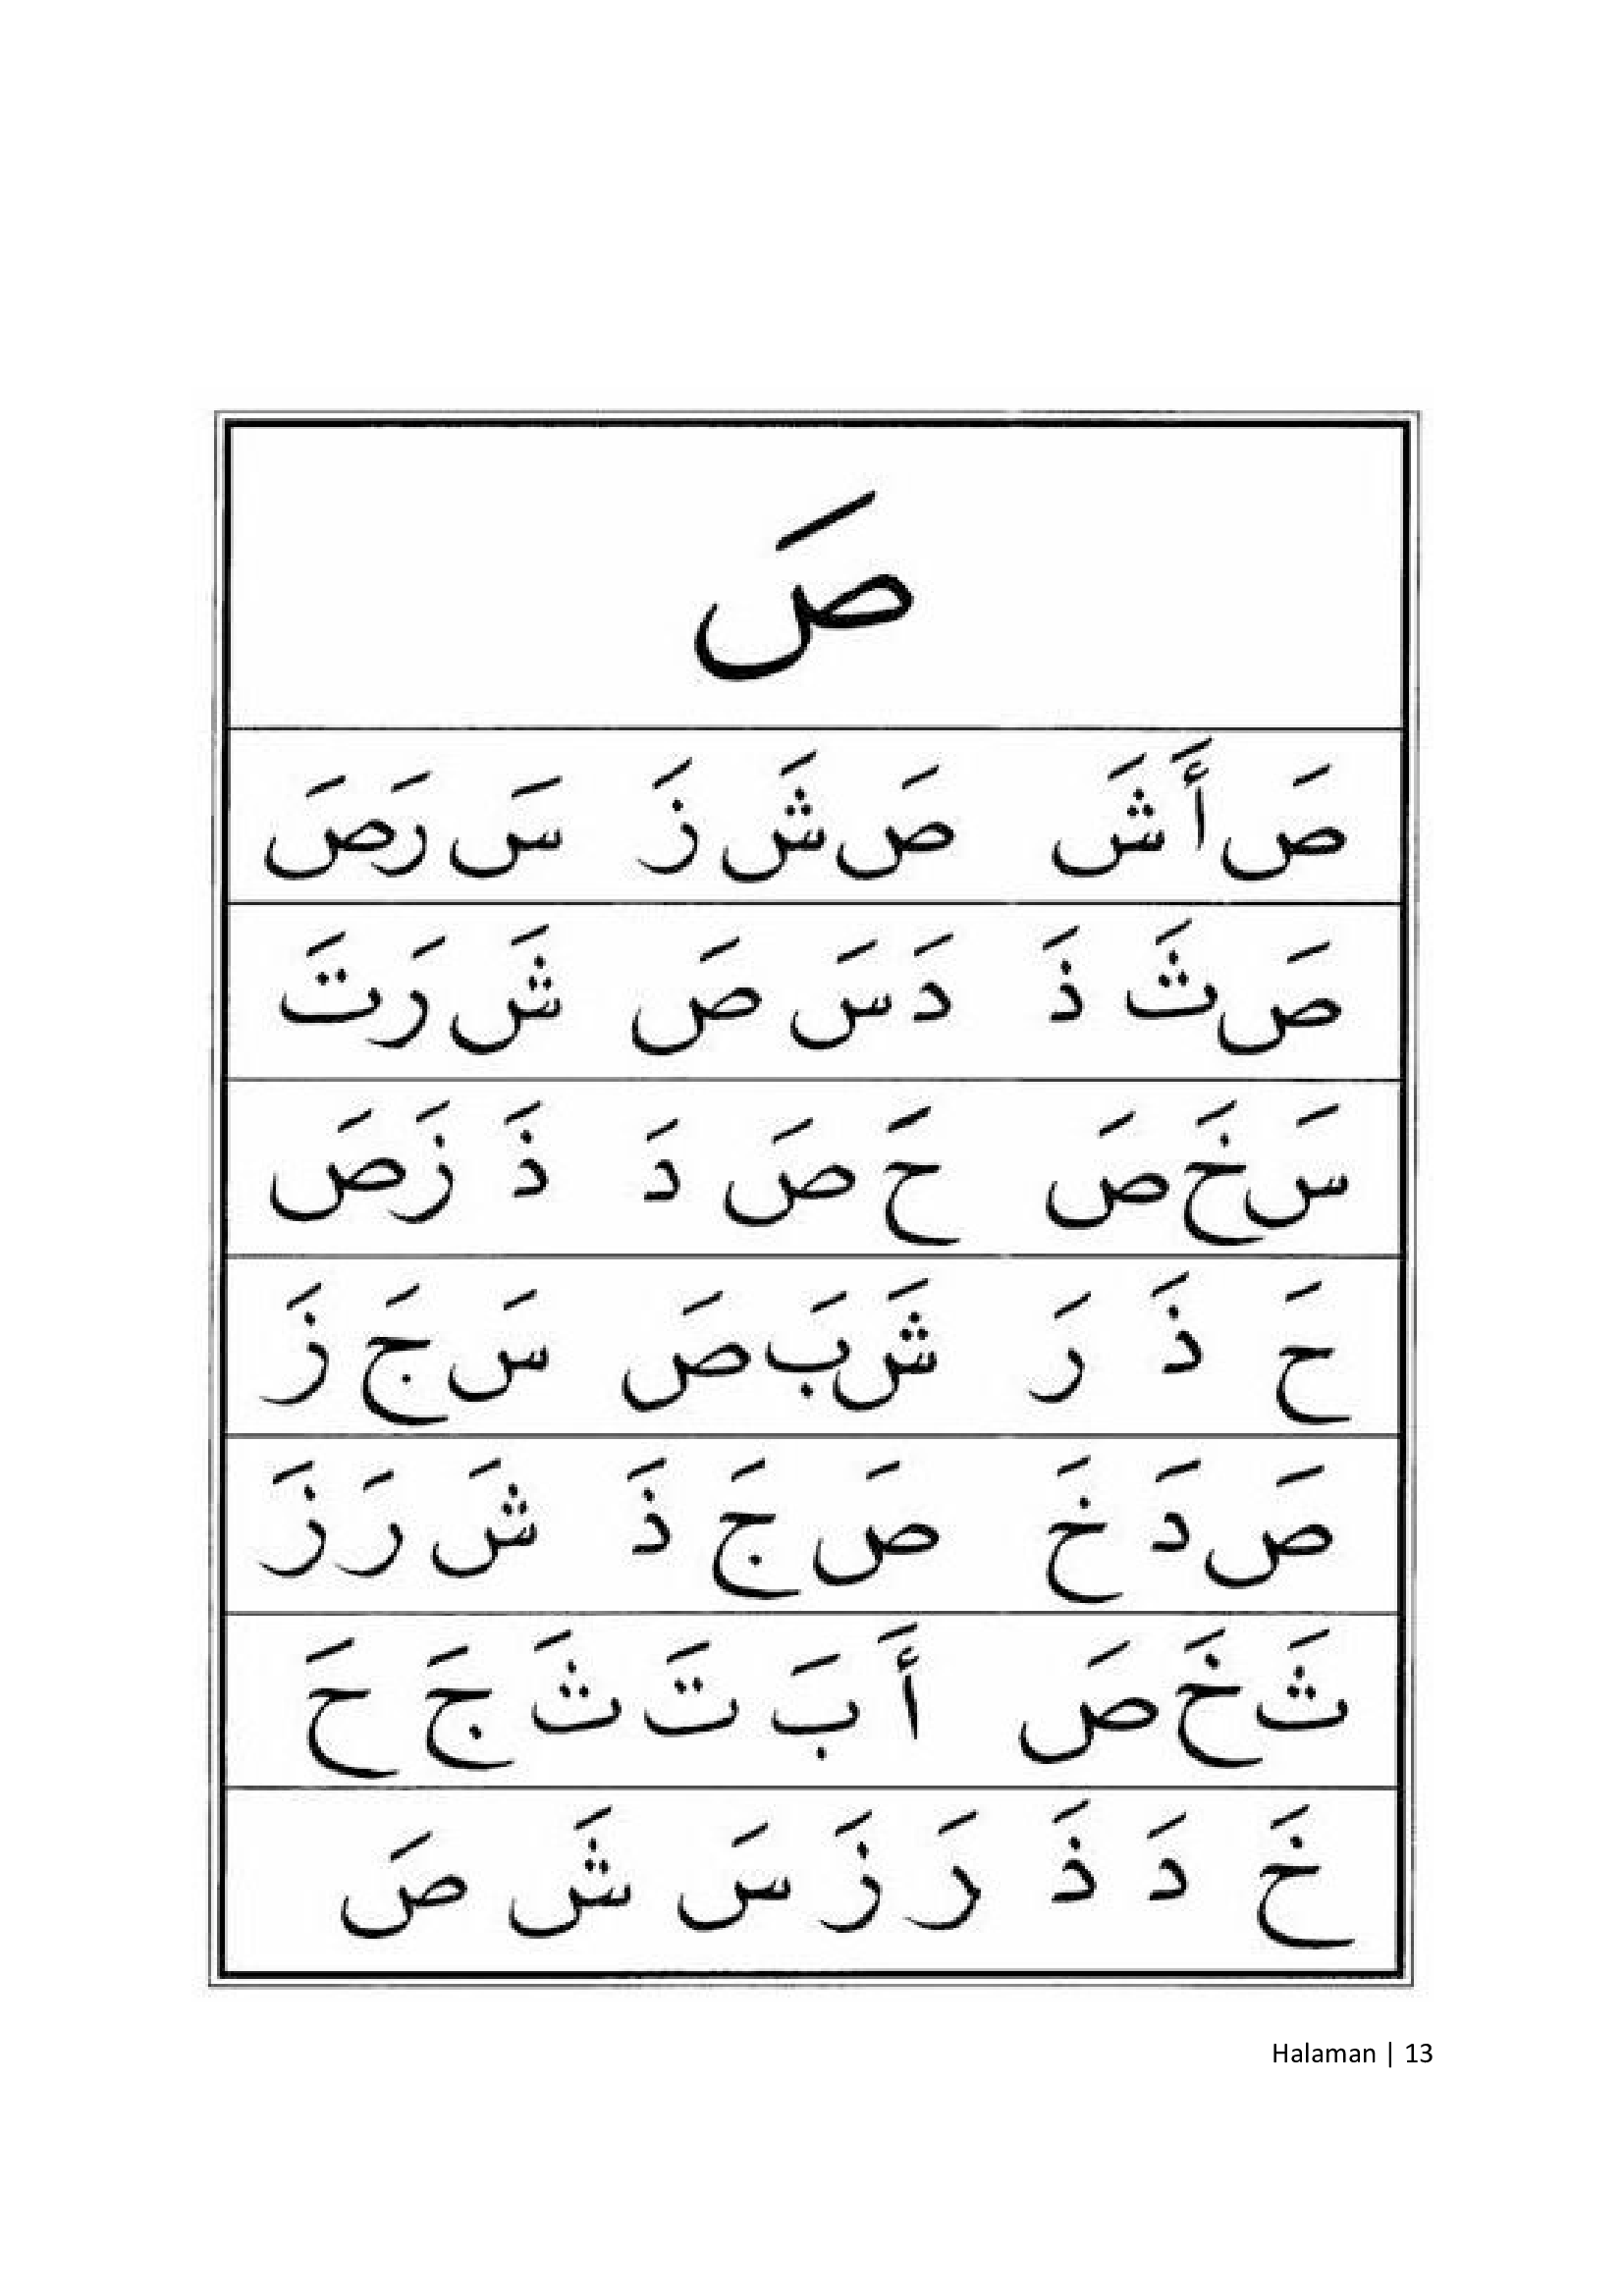 صَ
صَ أَ شَ صَ شَ زَ سَ رَ صَ
صَ ثَ ذَ دَ سَ صَ شَ رَ تَ
سَ خَ صَ حَ صَ دَ ذَ زَ صَ
حَ ذَ رَ شَ بَ صَ سَ جَ زَ
صَ دَ خَ صَ جَ ذَ شَ رَ زَ
ثَ خَ صَ أَ بَ تَ ثَ جَ حَ
خَ دَ ذَ رَ زَ سَ شَ صَ
Halaman | 13